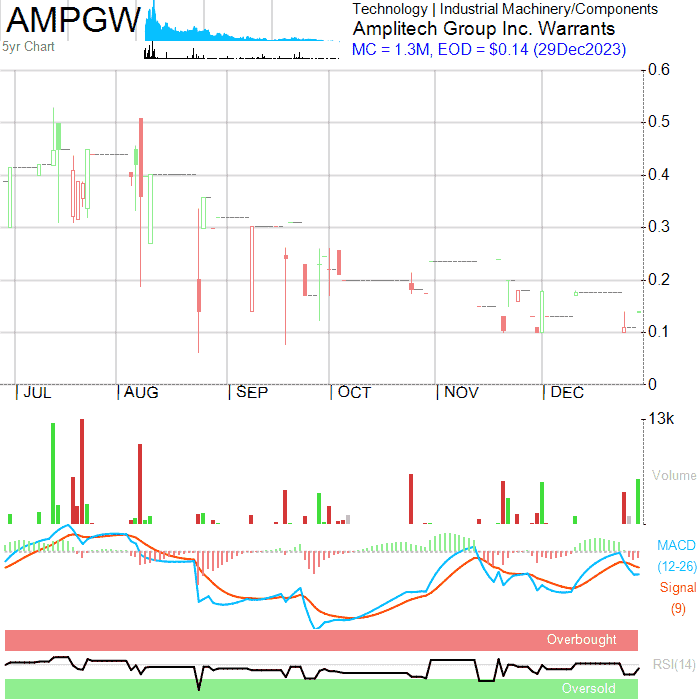 AMPGW
5yr Chart
Technology | Industrial Machinery/Components
Amplitech Group Inc. Warrants
MC = 1.3M, EOD = $0.14 (29Dec2023)
0.6
0.5
0.4
0.3
0.2
0.1
0
JUL AUG SEP OCT NOV DEC
13k
Volume
MACD
(12-26)
Signal
(9)
Overbought
RSI(14)
Oversold